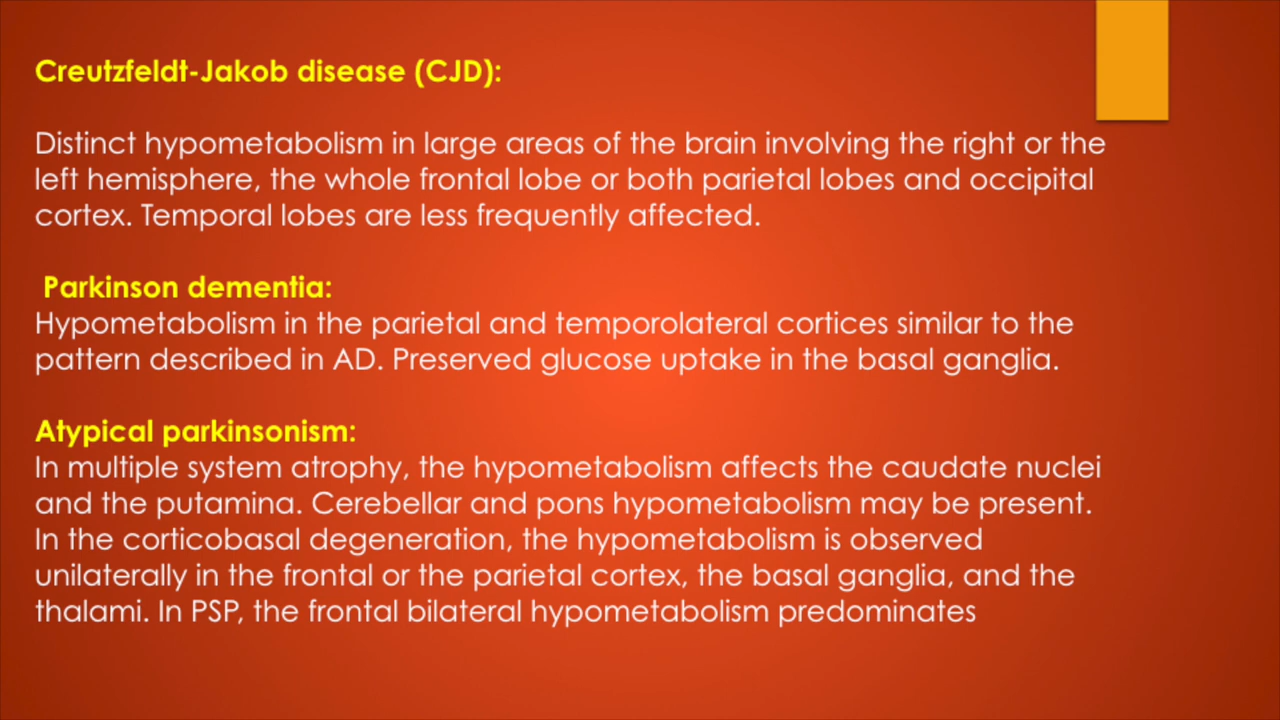 Creutzfeldt-Jakob disease (CJD):
Distinct hypometabolism in large areas of the brain involving the right or the
left hemisphere, the whole frontal lobe or both parietal lobes and occipital
cortex. Temporal lobes are less frequently affected.
Parkinson dementia:
Hypometabolism in the parietal and temporolateral cortices similar to the
pattern described in AD. Preserved glucose uptake in the basal ganglia.
Atypical parkinsonism:
In multiple system atrophy, the hypometabolism affects the caudate nuclei
and the putamina. Cerebellar and pons hypometabolism may be present.
In the corticobasal degeneration, the hypometabolism is observed
unilaterally in the frontal or the parietal cortex, the basal ganglia, and the
thalami. In PSP, the frontal bilateral hypometabolism predominates